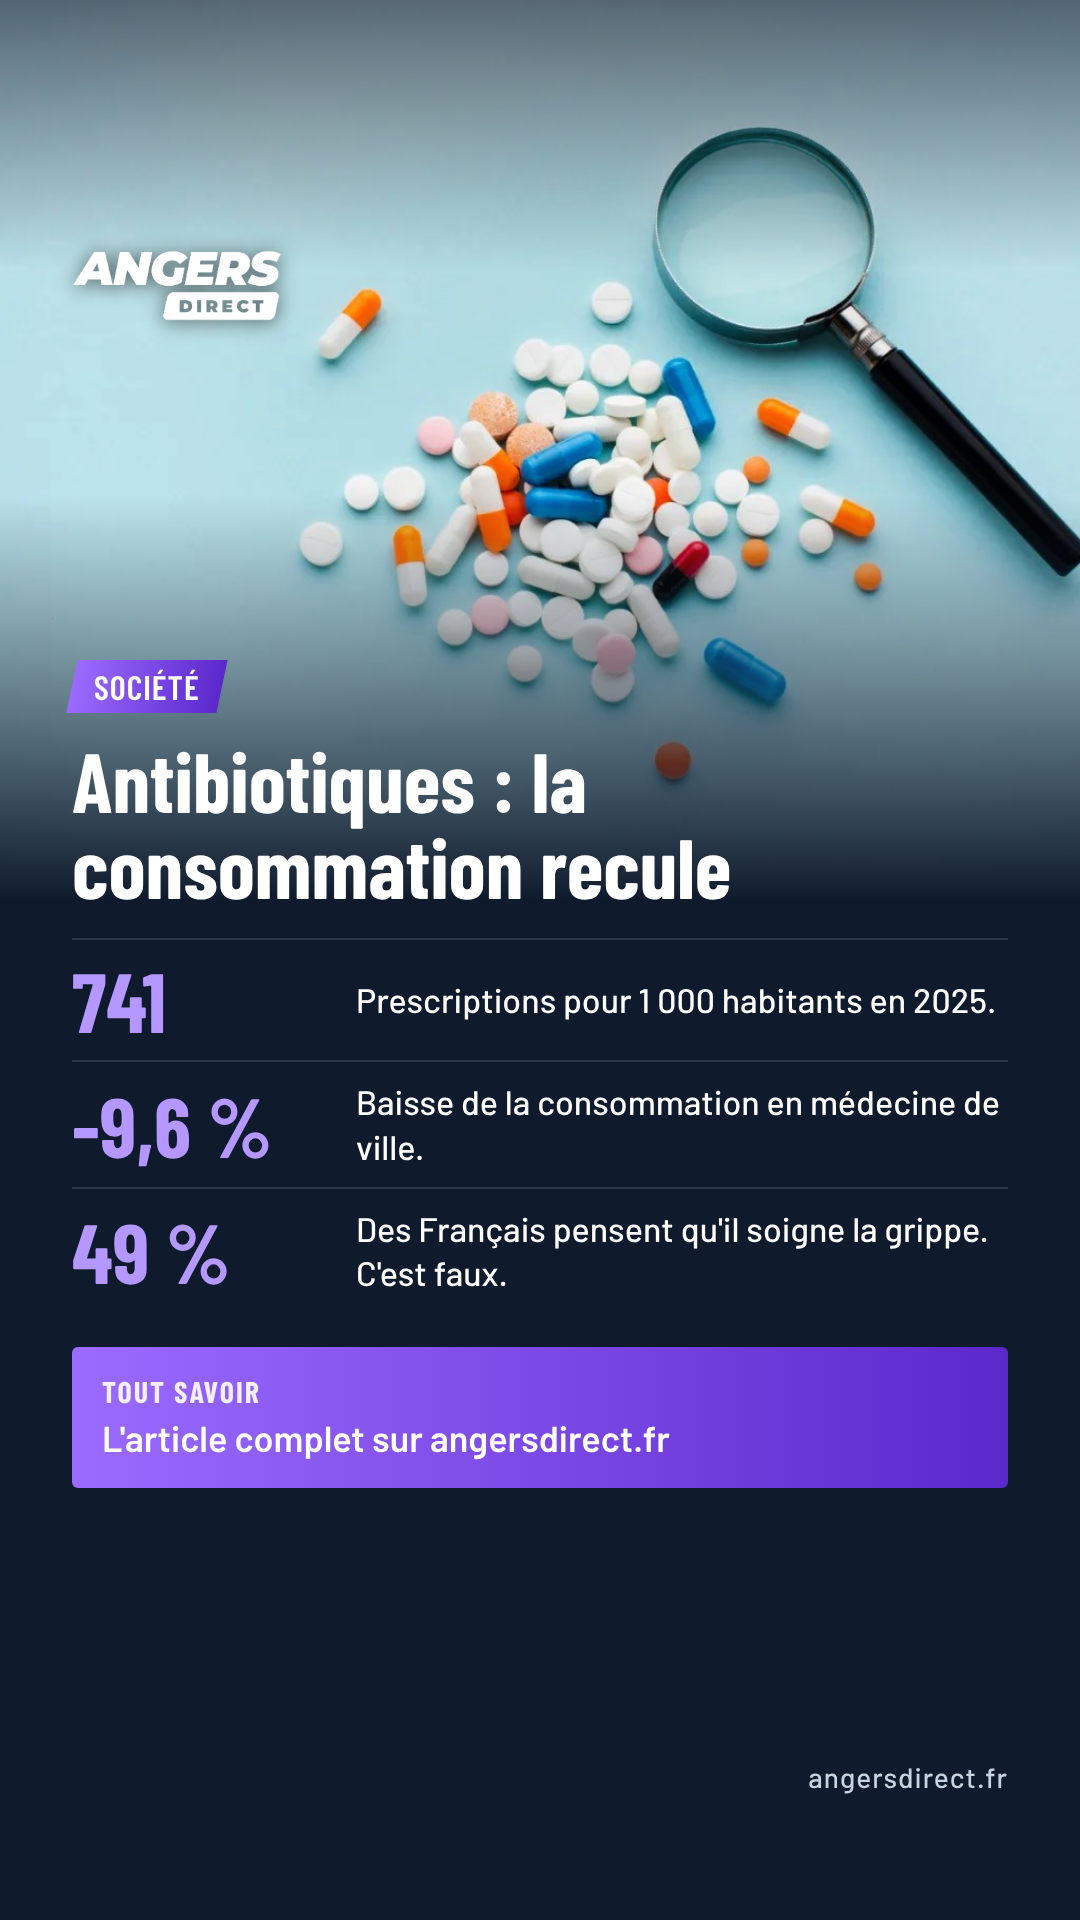 ANGERS
DIRECT
SOCIÉTÉ
Antibiotiques : la
consommation recule
741
Prescriptions pour 1 000 habitants en 2025.
-9,6 %
Baisse de la consommation en médecine de
ville.
49 %
Des Français pensent qu'il soigne la grippe.
C'est faux.
TOUT SAVOIR
L'article complet sur angersdirect.fr
angersdirect.fr